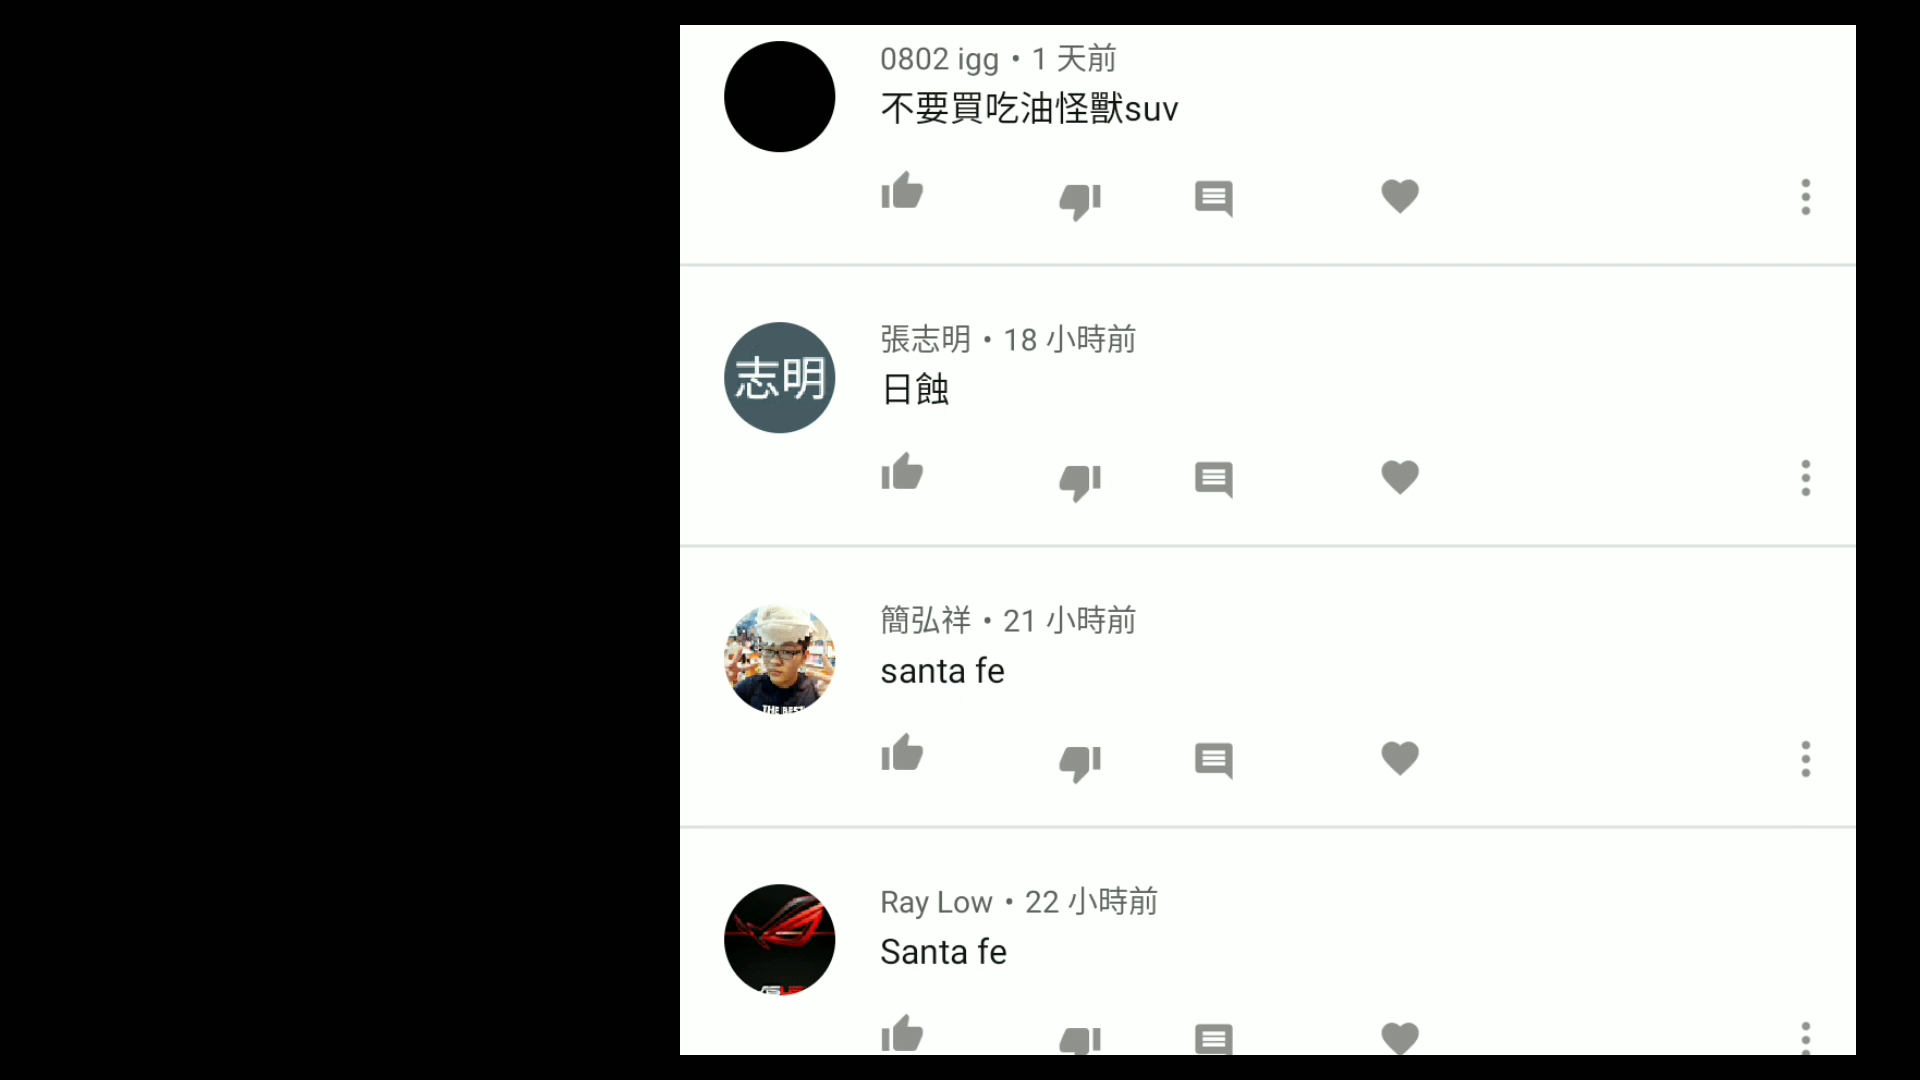 0802 igg • 1 天前
不要買吃油怪獸suv
張志明 • 18 小時前
志明
日蝕
簡弘祥 • 21 小時前
santa fe
THE BEST
Ray Low • 22 小時前
Santa fe